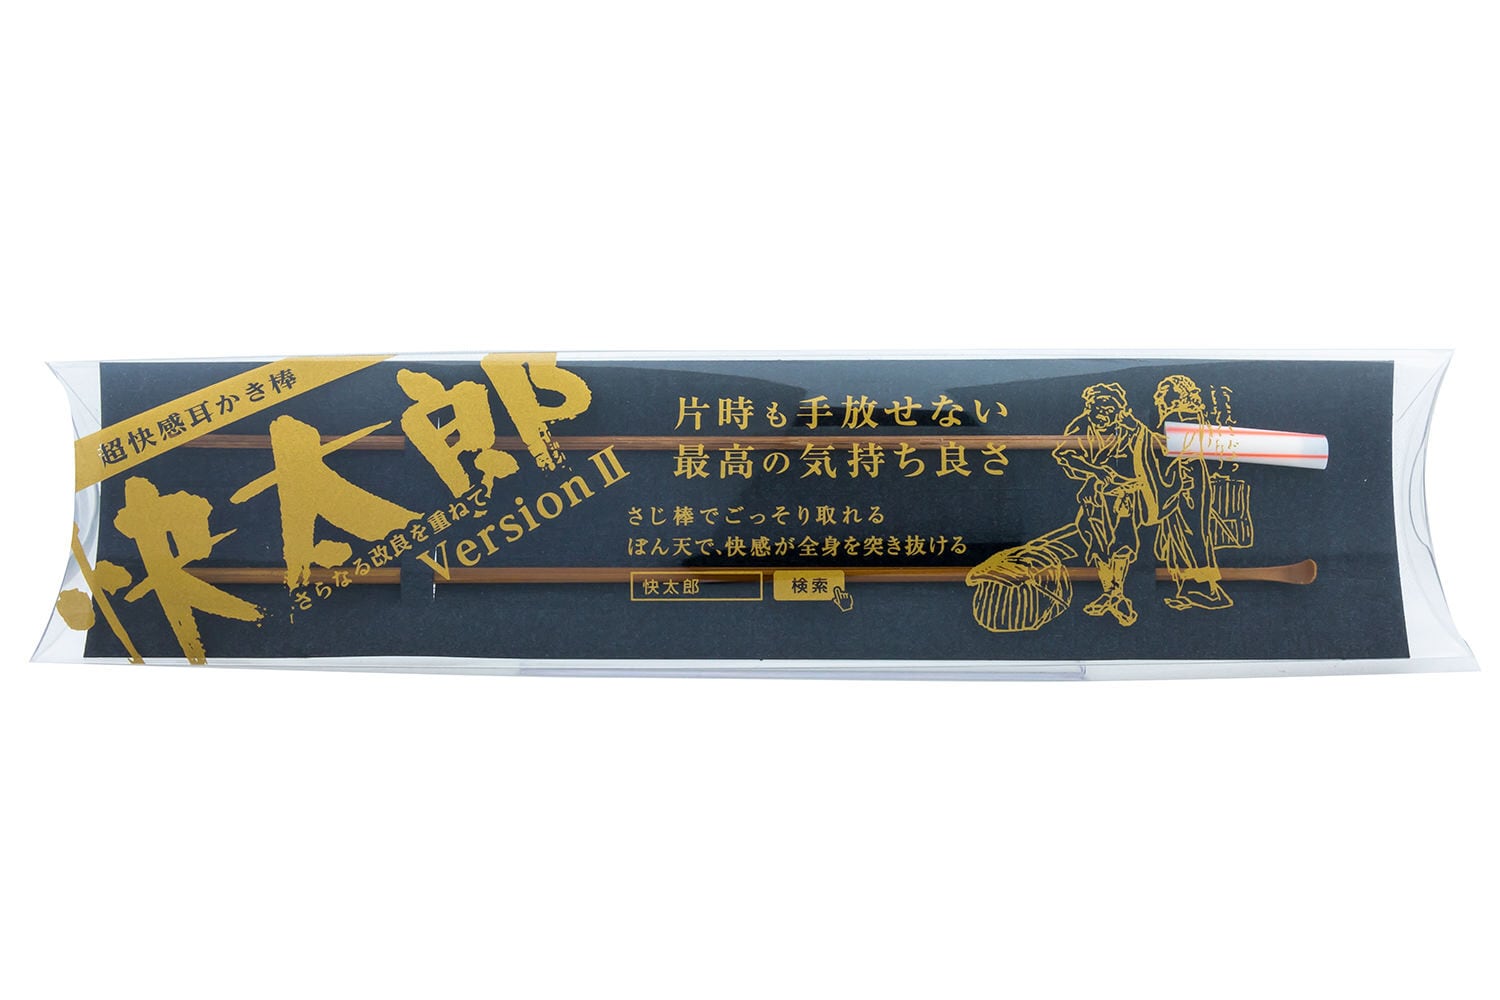 超快感耳かき棒
快太郎
さらなる改良を重ねて
Version II
片時も手放せない
最高の気持ち良さ
さじ棒でごっそり取れる
ぼん天で、快感が全身を突き抜ける
快太郎 検索